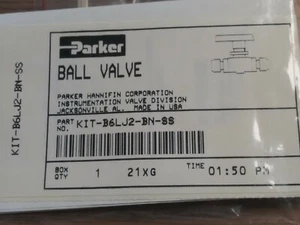 Parker
BALL VALVE
PARKER HANNIFIN CORPORATION
INSTRUMENTATION VALVE DIVISION
JACKSONVILLE AL. MADE IN USA
PART NO. KIT-B6LJ2-BN-SS
BOX QTY 1 21XG TIME 01:50 PM
KIT-B6LJ2-BN-SS